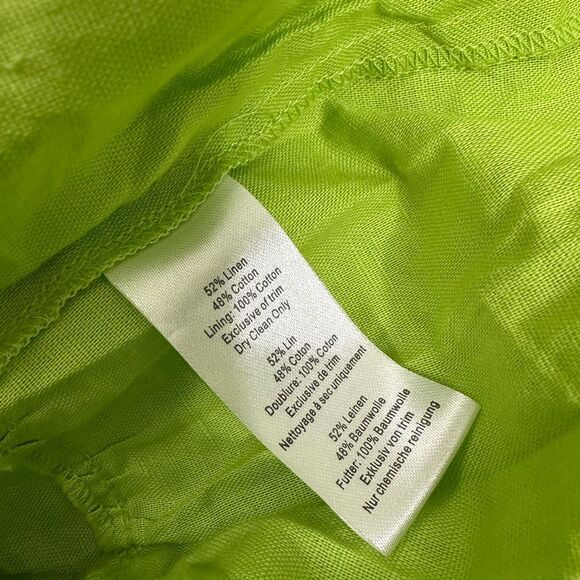 52% Linen
48% Cotton
Lining: 100% Cotton
Exclusive of trim
Dry Clean Only
52% Lin
48% Coton
Doublure: 100% Coton
Exclusive de trim
Nettoyage à sec uniquement
52% Leinen
48% Baumwolle
Futter: 100% Baumwolle
Exklusiv von trim
Nur chemische reinigung